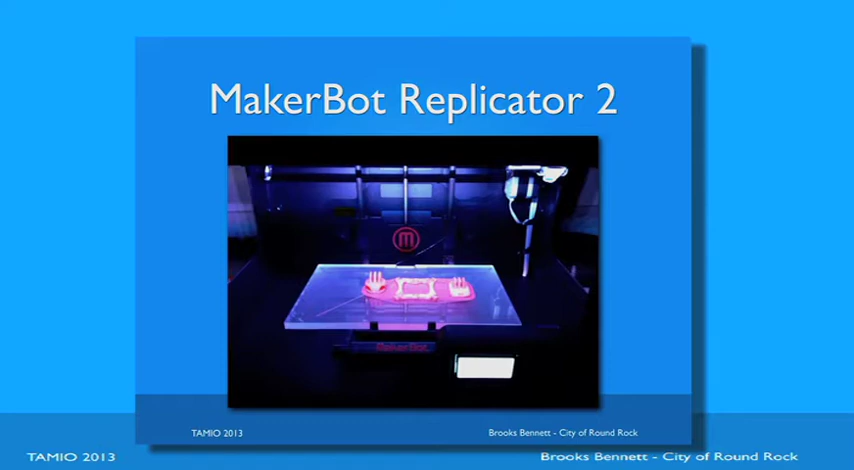 MakerBot Replicator 2
M
MakerBot
TAMIO 2013
Brooks Bennett - City of Round Rock
TAMIO 2013
Brooks Bennett - City of Round Rock